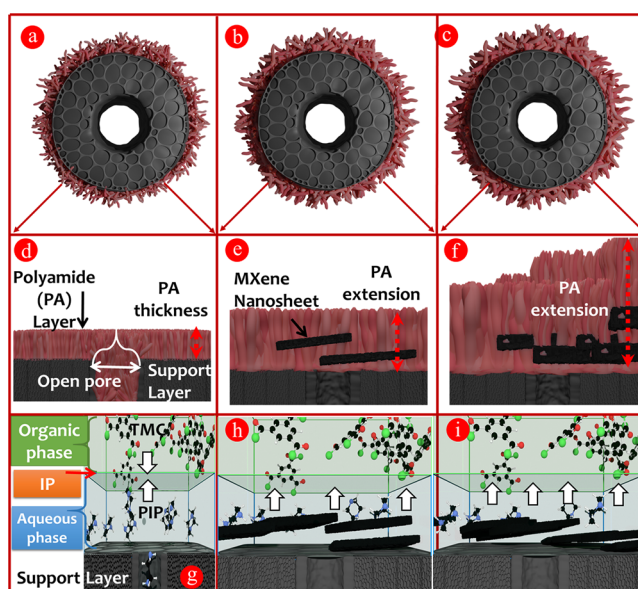 a
b
c
d
Polyamide
(PA)
Layer
PA
thickness
Open pore
Support
Layer
e
MXene
Nanosheet
PA
extension
f
PA
extension
Organic
phase
TMC
IP
PIP
Aqueous
phase
Support Layer
g
h
i